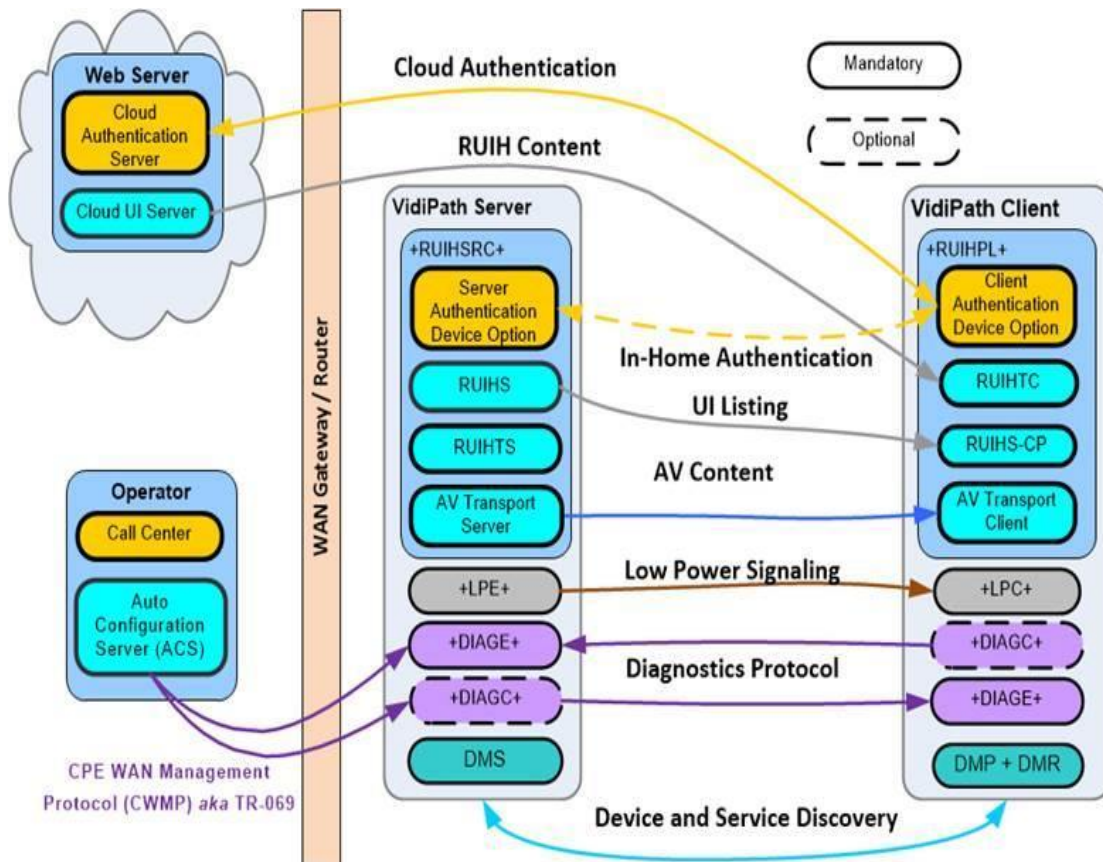 Web Server
Cloud
Authentication
Server
Cloud UI Server
Operator
Call Center
Auto
Configuration
Server (ACS)
CPE WAN Management
Protocol (CWMP) aka TR-069
WAN Gateway / Router
Cloud Authentication
RUIH Content
Mandatory
Optional
VidiPath Server
+RUIHSRC+
Server
Authentication
Device Option
RUIHS
RUIHTS
AV Transport
Server
+LPE+
+DIAGE+
+DIAGC+
DMS
In-Home Authentication
UI Listing
AV Content
Low Power Signaling
Diagnostics Protocol
Device and Service Discovery
VidiPath Client
+RUIHPL+
Client
Authentication
Device Option
RUIHTC
RUIHS-CP
AV Transport
Client
+LPC+
+DIAGC+
+DIAGE+
DMP + DMR